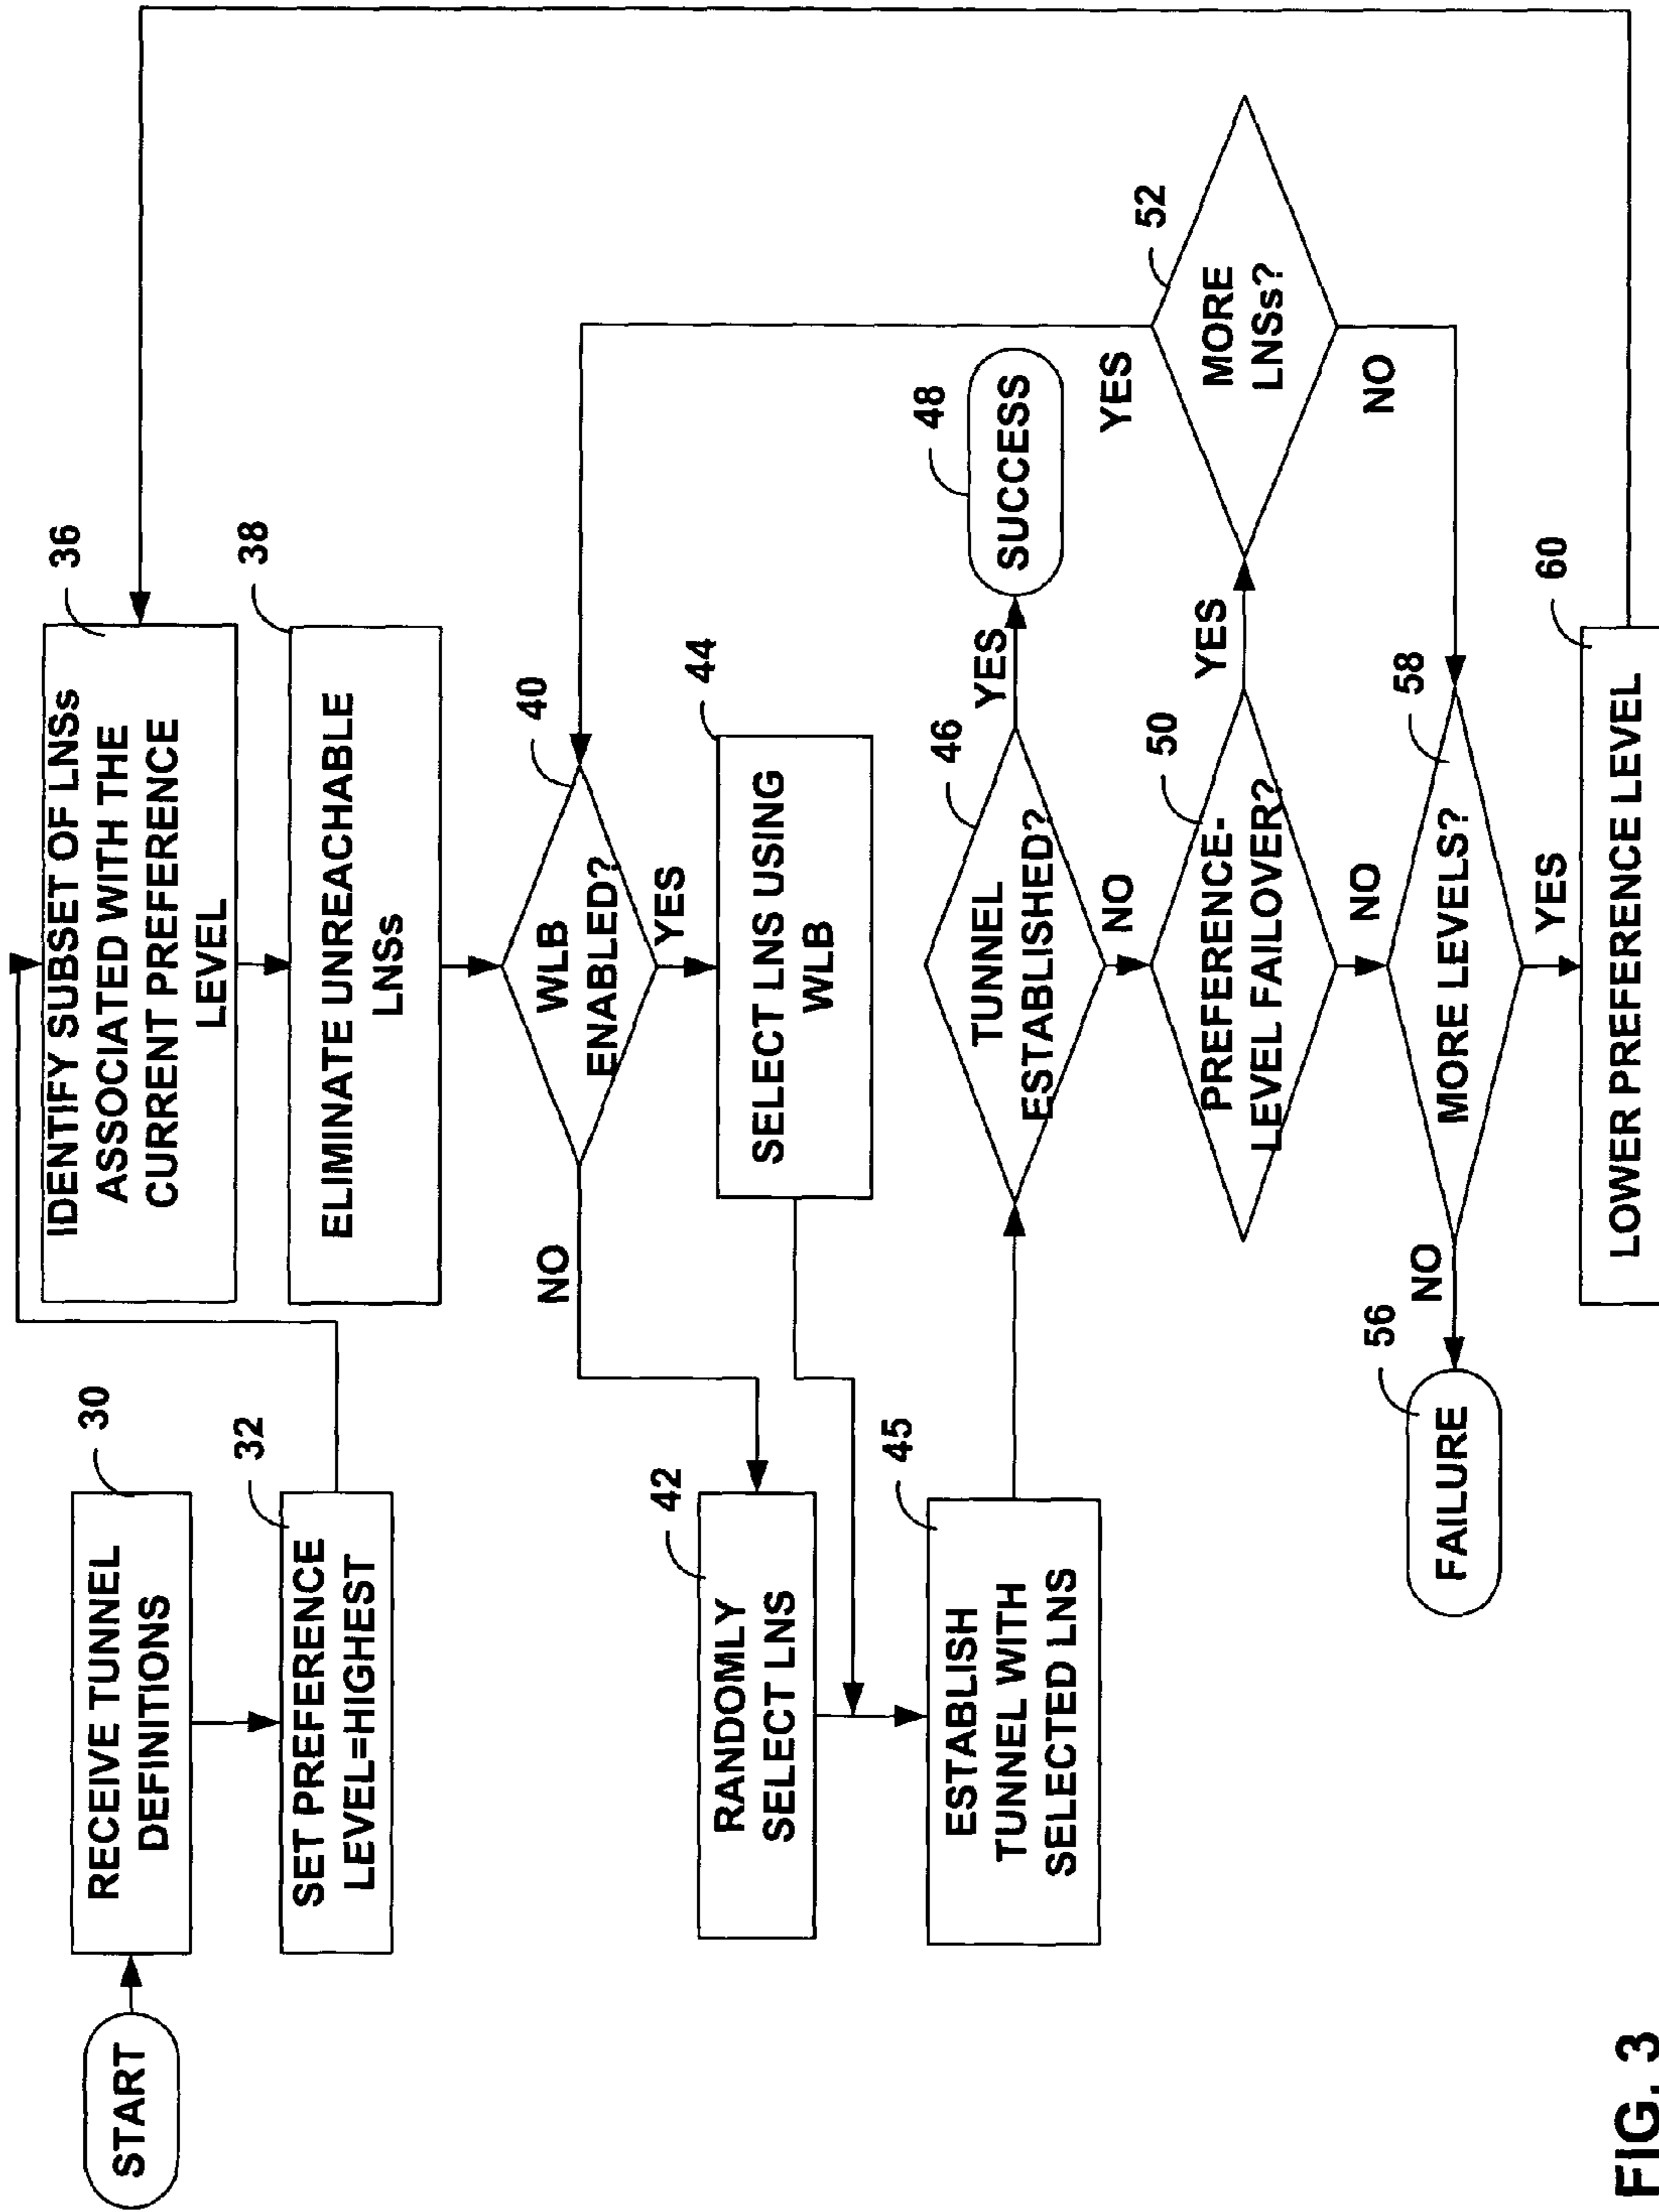 START
RECEIVE TUNNEL
DEFINITIONS
30
SET PREFERENCE
LEVEL=HIGHEST
32
IDENTIFY SUBSET OF LNSs
ASSOCIATED WITH THE
CURRENT PREFERENCE
LEVEL
36
ELIMINATE UNREACHABLE
LNSs
38
WLB
ENABLED?
40
NO
YES
RANDOMLY
SELECT LNS
42
SELECT LNS USING
WLB
44
ESTABLISH
TUNNEL WITH
SELECTED LNS
45
TUNNEL
ESTABLISHED?
46
YES
SUCCESS
48
NO
PREFERENCE-
LEVEL FAILOVER?
50
YES
MORE
LNSs?
52
YES
NO
NO
MORE LEVELS?
58
NO
FAILURE
56
YES
LOWER PREFERENCE LEVEL
60
FIG. 3